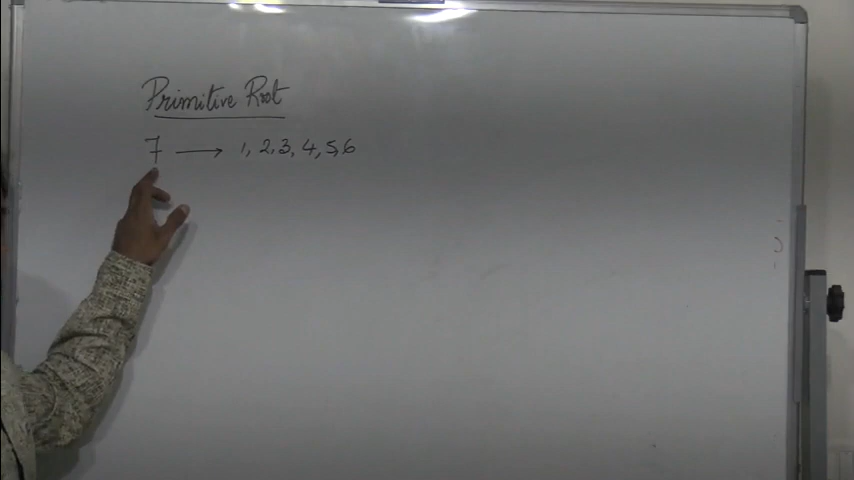 Primitive Root
7 → 1, 2, 3, 4, 5, 6